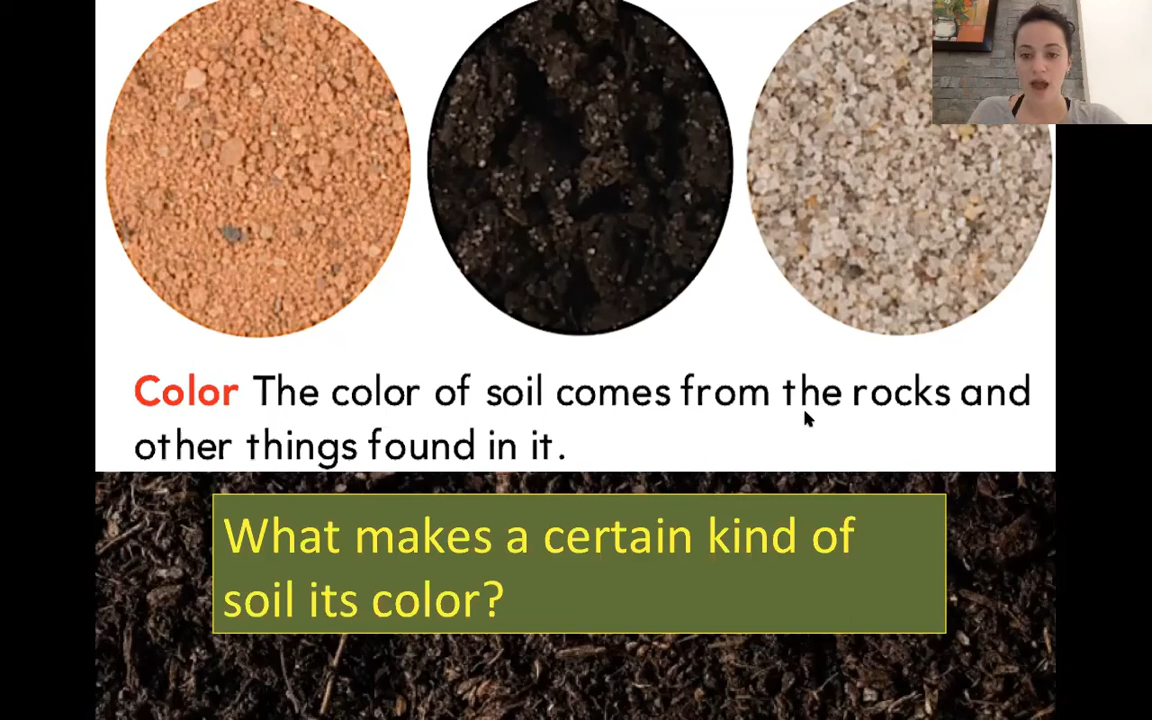 Color The color of soil comes from the rocks and
other things found in it.
What makes a certain kind of
soil its color?